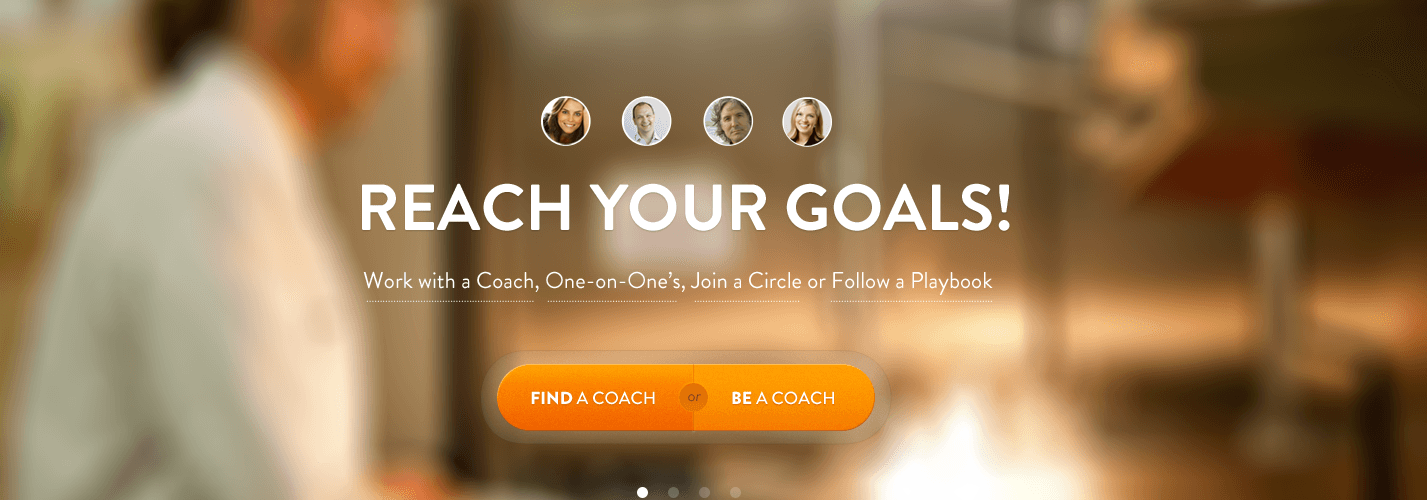 REACH YOUR GOALS!
Work with a Coach, One-on-One's, Join a Circle or Follow a Playbook
FIND A COACH or BE A COACH